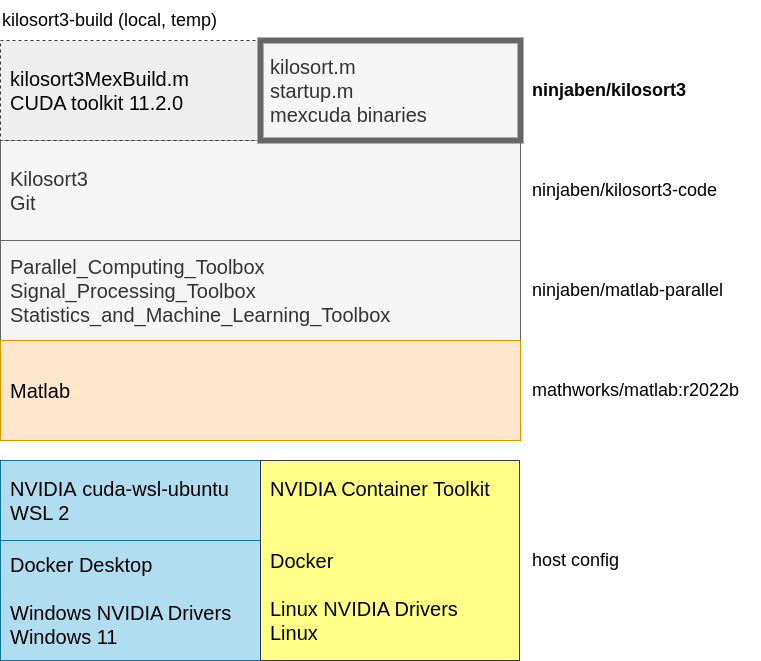 kilosort3-build (local, temp)
kilosort3MexBuild.m
CUDA toolkit 11.2.0
kilosort.m
startup.m
mexcuda binaries
ninjaben/kilosort3
Kilosort3
Git
ninjaben/kilosort3-code
Parallel_Computing_Toolbox
Signal_Processing_Toolbox
Statistics_and_Machine_Learning_Toolbox
ninjaben/matlab-parallel
Matlab
mathworks/matlab:r2022b
NVIDIA cuda-wsl-ubuntu
WSL 2
Docker Desktop
Windows NVIDIA Drivers
Windows 11
NVIDIA Container Toolkit
Docker
Linux NVIDIA Drivers
Linux
host config